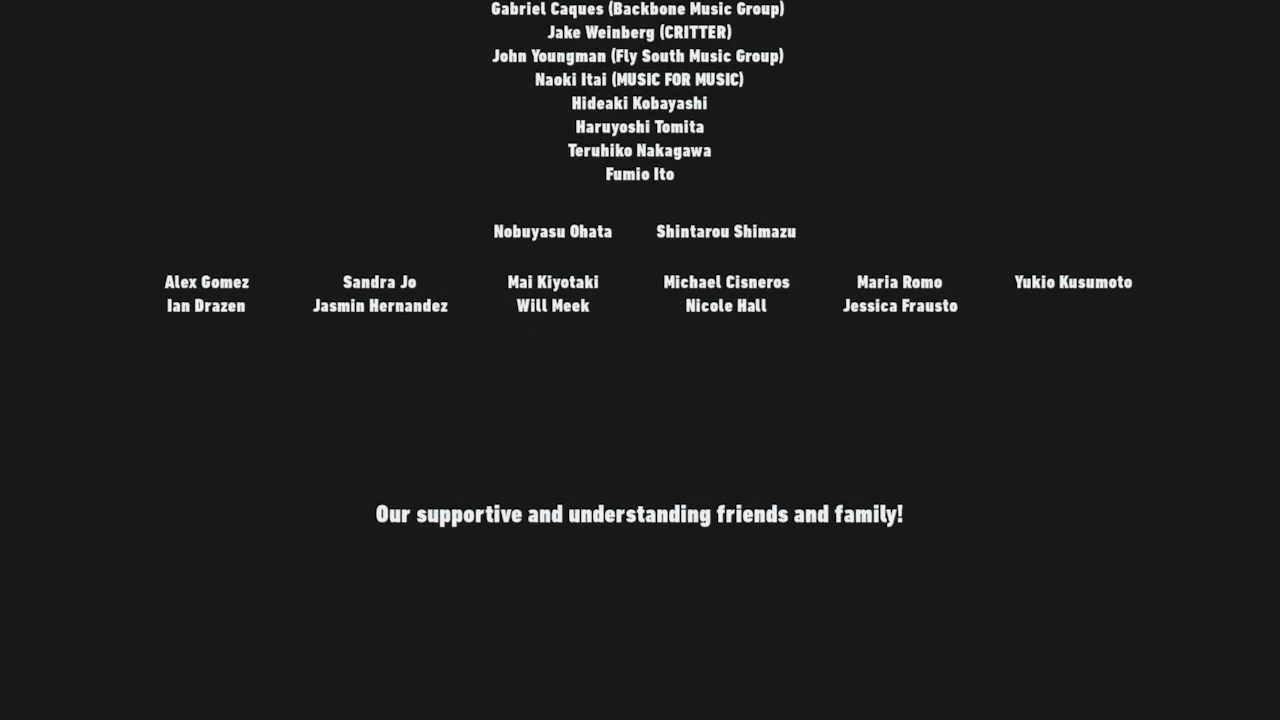 Gabriel Caques (Backbone Music Group)
Jake Weinberg (CRITTER)
John Youngman (Fly South Music Group)
Naoki Itai (MUSIC FOR MUSIC)
Hideaki Kobayashi
Haruyoshi Tomita
Teruhiko Nakagawa
Fumio Ito
Nobuyasu Ohata Shintarou Shimazu
Alex Gomez Sandra Jo Mai Kiyotaki Michael Cisneros Maria Romo Yukio Kusumoto
Ian Drazen Jasmin Hernandez Will Meek Nicole Hall Jessica Frausto
Our supportive and understanding friends and family!